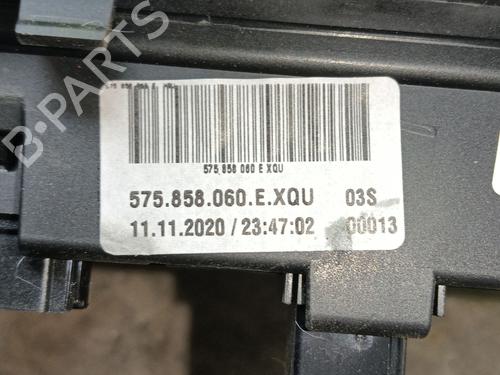 575 858 060 E XQU
575.858.060.E.XQU 03S
11.11.2020 / 23:47:02 00013
B-PARTS